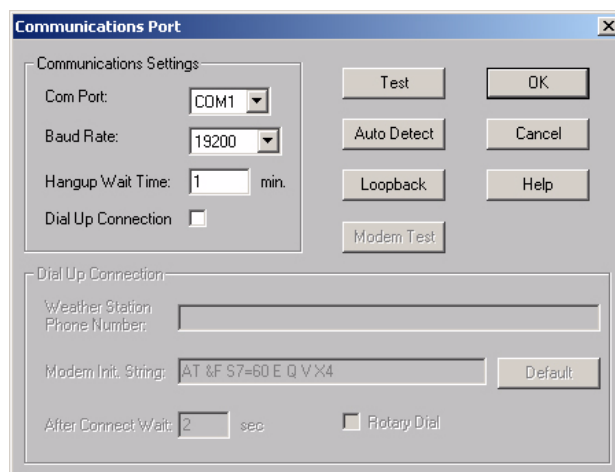 Communications Port
Communications Settings
Com Port: COM1
Baud Rate: 19200
Hangup Wait Time: 1 min.
Dial Up Connection
Test
OK
Auto Detect
Cancel
Loopback
Help
Modem Test
Dial Up Connection
Weather Station
Phone Number:
Modem Init. String: AT &F S7=60 E Q V X4
Default
After Connect Wait: 2 sec
Rotary Dial